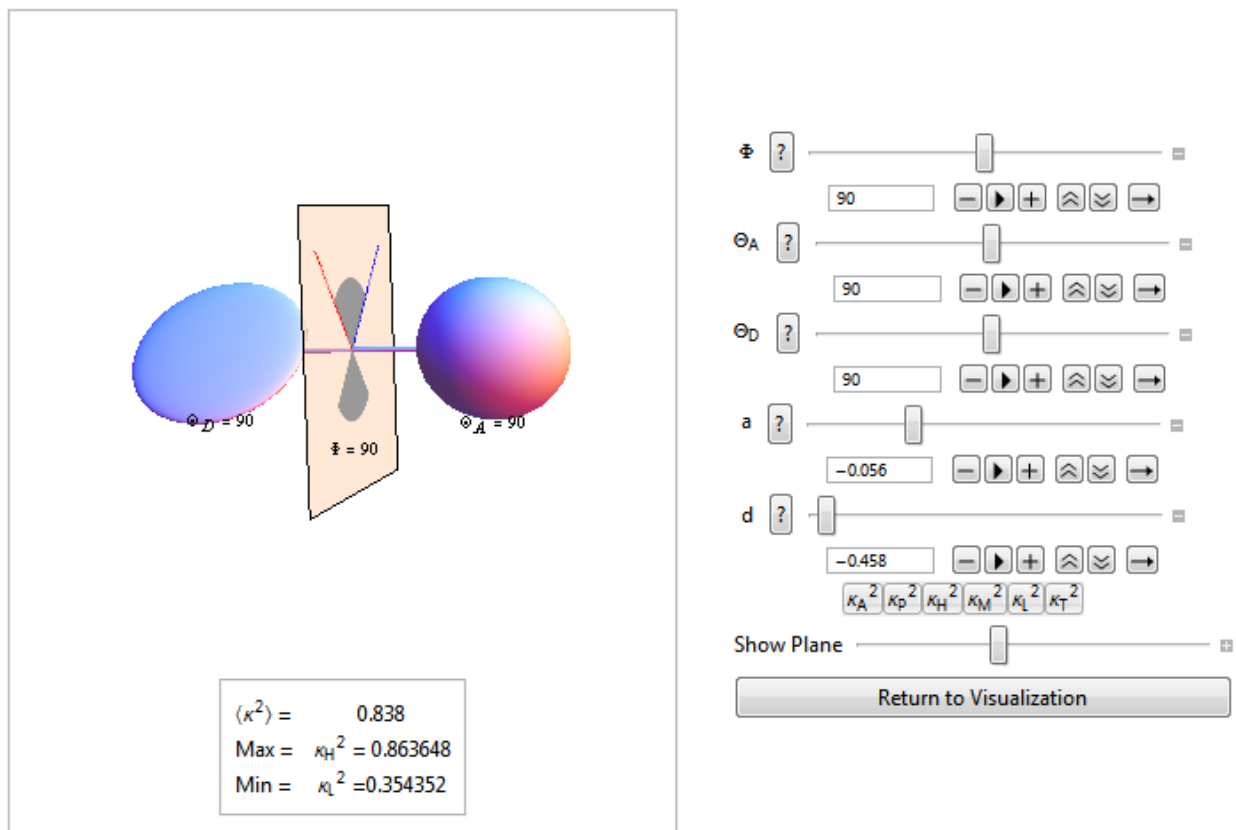 Θ_D = 90
Θ_A = 90
Φ = 90
⟨κ²⟩ = 0.838
Max = κ_H² = 0.863648
Min = κ_L² =0.354352
Φ ?
90
Θ_A ?
90
Θ_D ?
90
a ?
−0.056
d ?
−0.458
κ_A² κ_P² κ_H² κ_M² κ_L² κ_T²
Show Plane
Return to Visualization